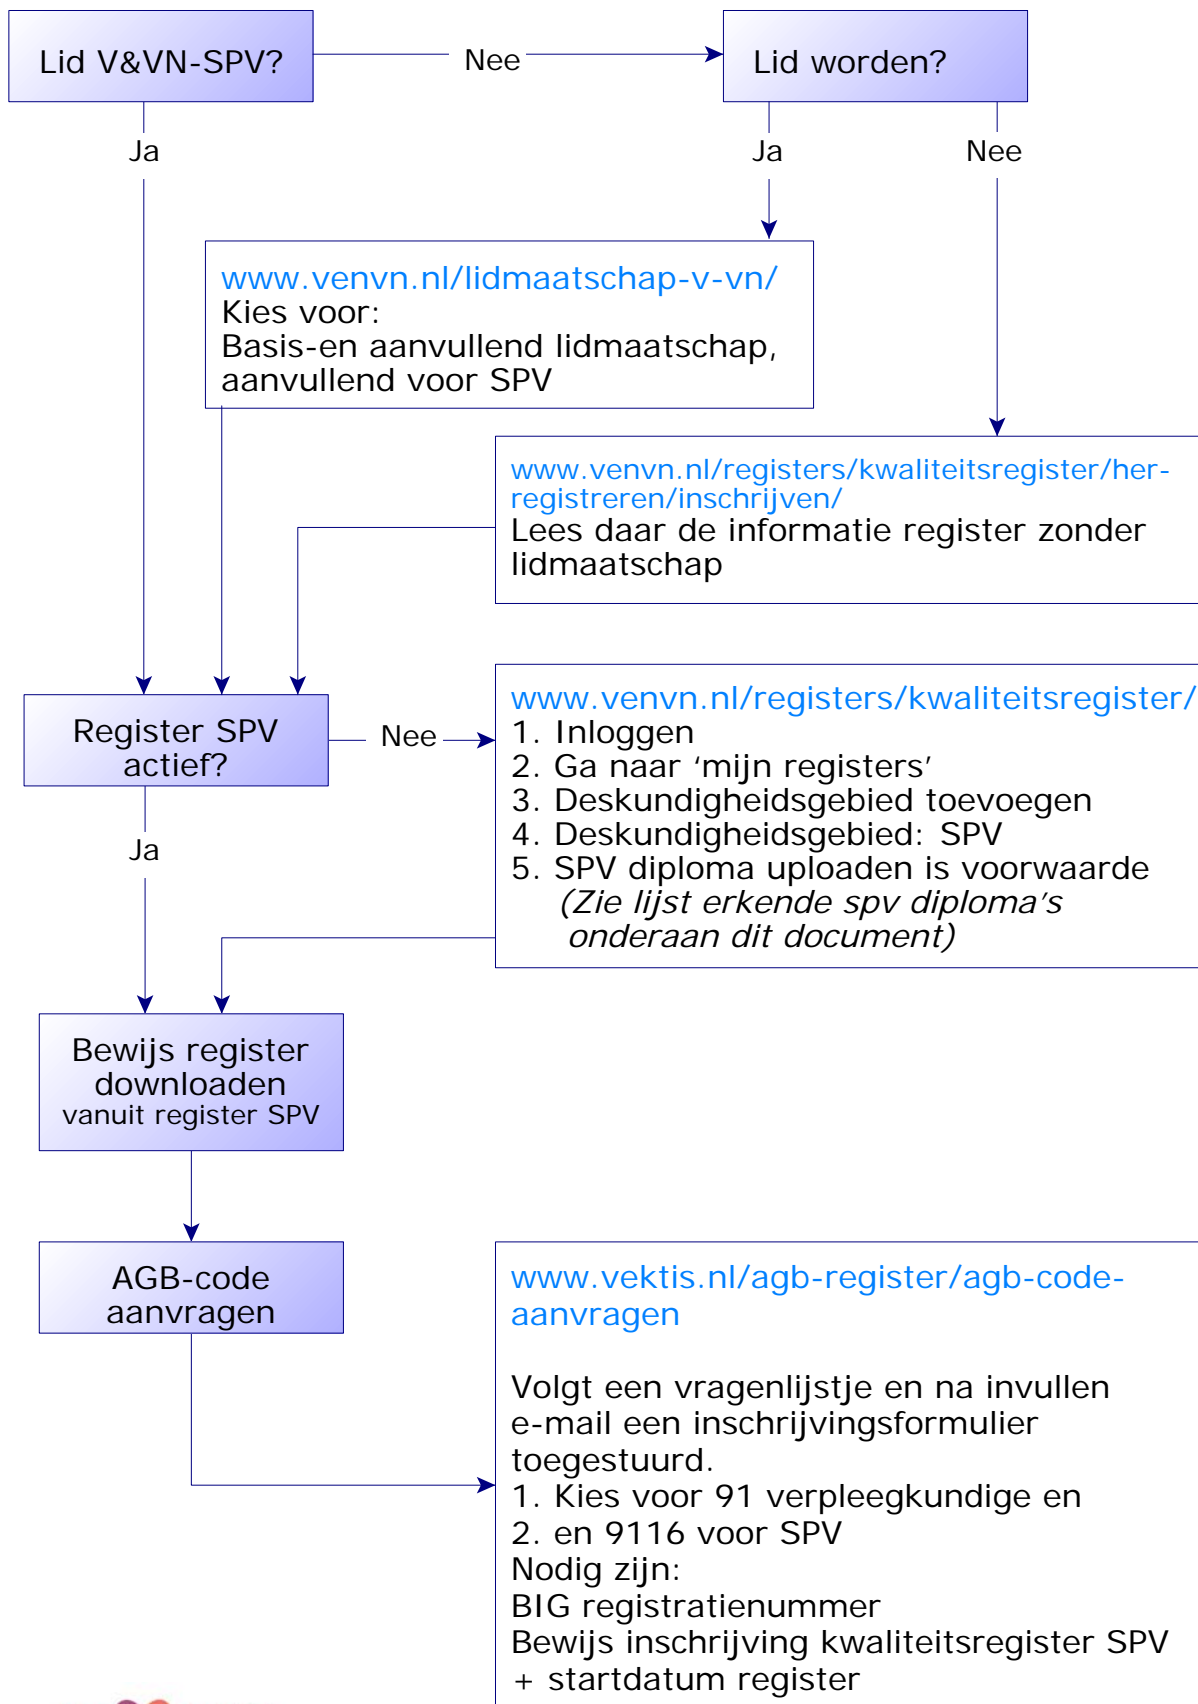 Lid V&VN-SPV?
Nee
Lid worden?
Ja
Ja
Nee
www.venvn.nl/lidmaatschap-v-vn/
Kies voor:
Basis-en aanvullend lidmaatschap,
aanvullend voor SPV
www.venvn.nl/registers/kwaliteitsregister/her-
registreren/inschrijven/
Lees daar de informatie register zonder
lidmaatschap
Register SPV
actief?
Nee
www.venvn.nl/registers/kwaliteitsregister/
1. Inloggen
2. Ga naar ‘mijn registers’
3. Deskundigheidsgebied toevoegen
4. Deskundigheidsgebied: SPV
5. SPV diploma uploaden is voorwaarde
(Zie lijst erkende spv diploma's
onderaan dit document)
Ja
Bewijs register
downloaden
vanuit register SPV
AGB-code
aanvragen
www.vektis.nl/agb-register/agb-code-
aanvragen
Volgt een vragenlijstje en na invullen
e-mail een inschrijvingsformulier
toegestuurd.
1. Kies voor 91 verpleegkundige en
2. en 9116 voor SPV
Nodig zijn:
BIG registratienummer
Bewijs inschrijving kwaliteitsregister SPV
+ startdatum register